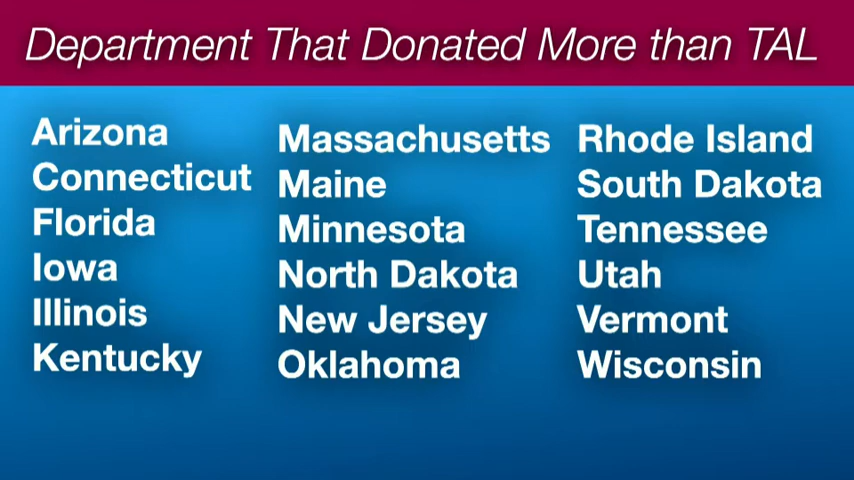 Department That Donated More than TAL
Arizona
Connecticut
Florida
Iowa
Illinois
Kentucky
Massachusetts
Maine
Minnesota
North Dakota
New Jersey
Oklahoma
Rhode Island
South Dakota
Tennessee
Utah
Vermont
Wisconsin